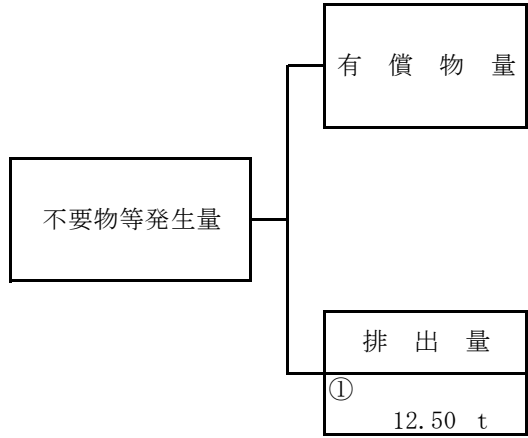 有償物量
不要物等発生量
排出量
①
12.50 t